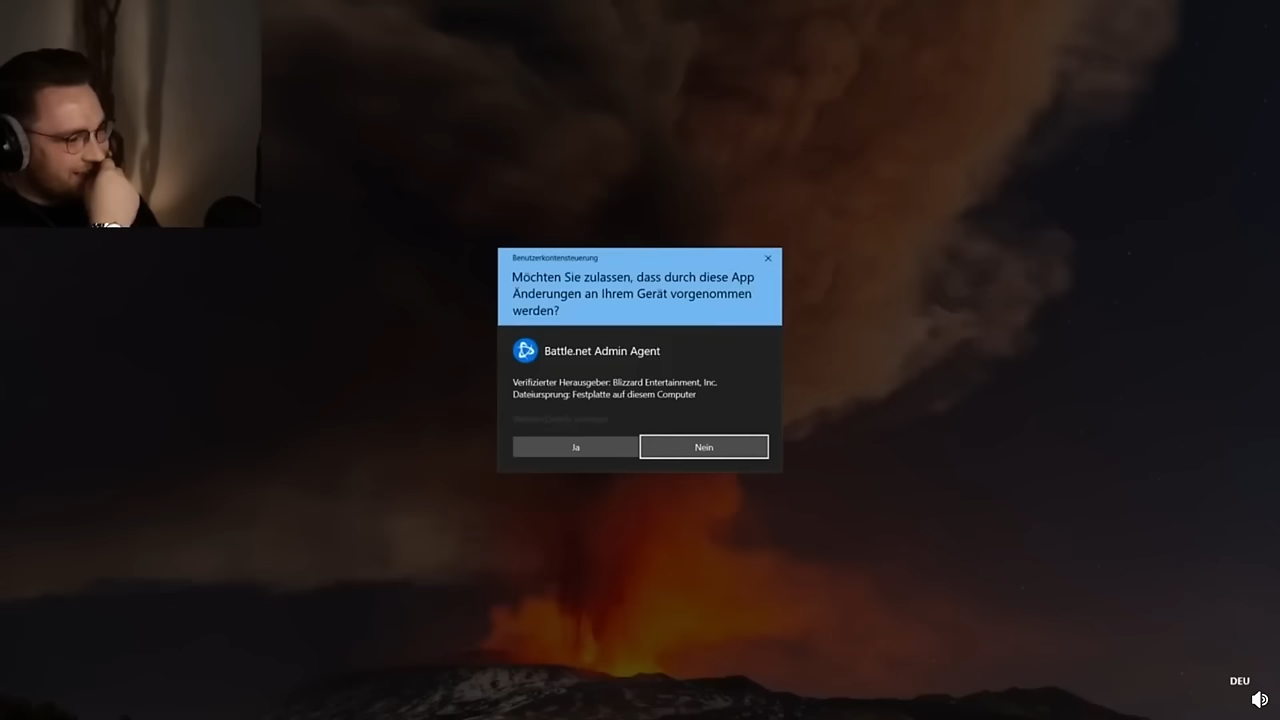 Benutzerkontensteuerung
Möchten Sie zulassen, dass durch diese App
Änderungen an Ihrem Gerät vorgenommen
werden?
Battle.net Admin Agent
Verifizierter Herausgeber: Blizzard Entertainment, Inc.
Dateiursprung: Festplatte auf diesem Computer
Ja
Nein
DEU